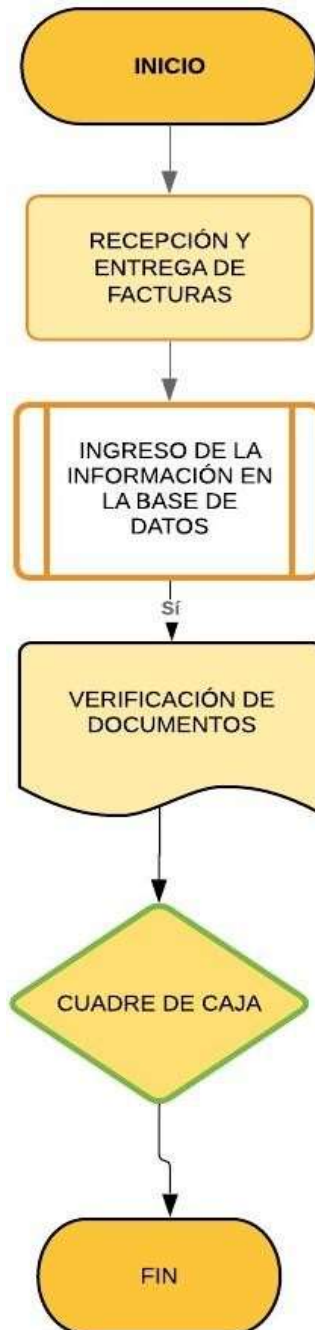 INICIO
RECEPCIÓN Y
ENTREGA DE
FACTURAS
INGRESO DE LA
INFORMACIÓN EN
LA BASE DE
DATOS
Sí
VERIFICACIÓN DE
DOCUMENTOS
CUADRE DE CAJA
FIN